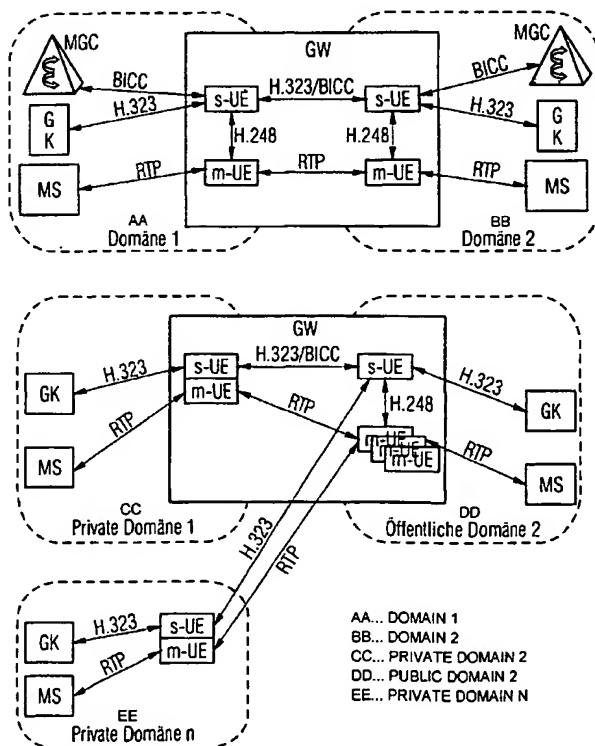 MGC
GW
MGC
BICC
BICC
s-UE
H.323/BICC
s-UE
H.323
H.323
G
K
G
K
H.248
H.248
MS
RTP
m-UE
RTP
m-UE
RTP
MS
AA
Domäne 1
BB
Domäne 2
GW
s-UE
H.323/BICC
s-UE
GK
H.323
m-UE
H.323
GK
H.248
RTP
RTP
m-UE
m-UE
m-UE
RTP
MS
MS
CC
Private Domäne 1
DD
Öffentliche Domäne 2
H.323
RTP
GK
H.323
s-UE
m-UE
RTP
MS
EE
Private Domäne n
AA... DOMAIN 1
BB... DOMAIN 2
CC... PRIVATE DOMAIN 2
DD... PUBLIC DOMAIN 2
EE... PRIVATE DOMAIN N